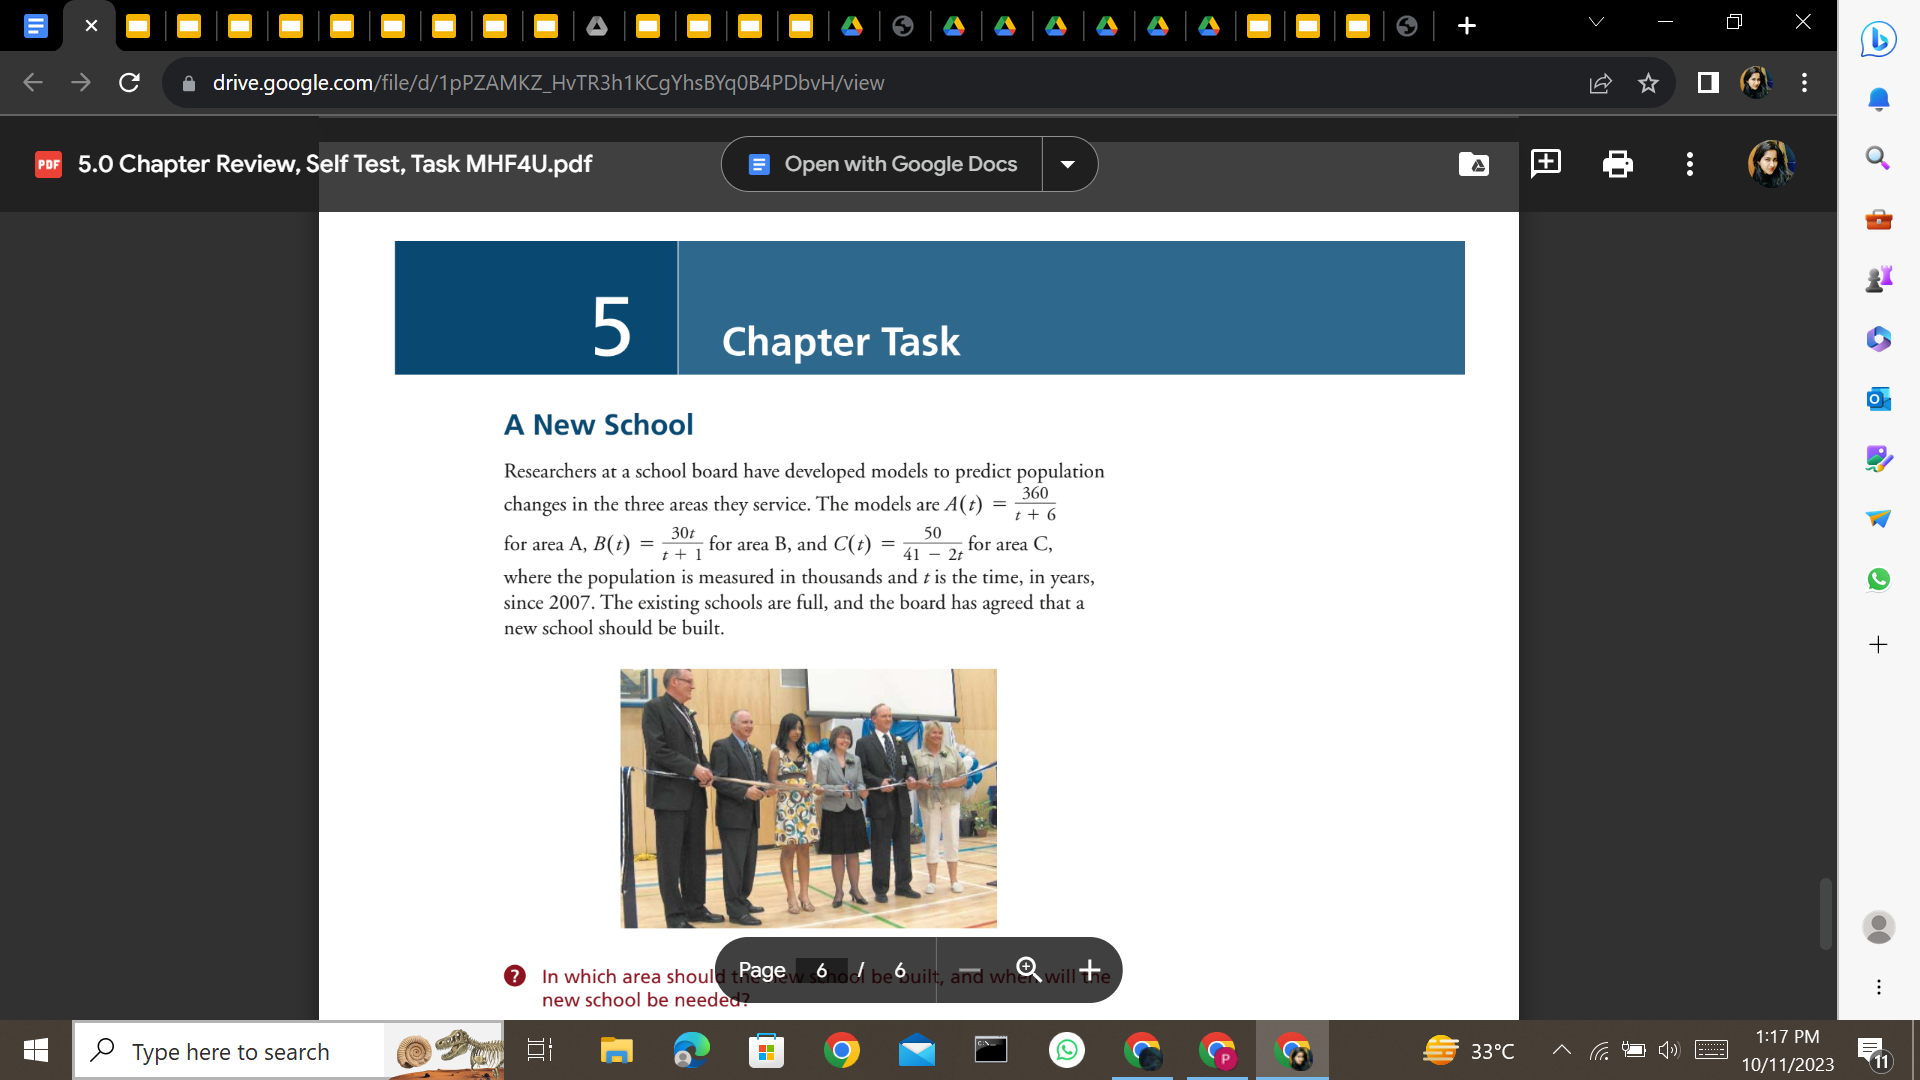 drive.google.com/file/d/1pPZAMKZ_HvTR3h1KCgYhsBYq0B4PDbvH/view
PDF 5.0 Chapter Review, Self Test, Task MHF4U.pdf
Open with Google Docs
5 Chapter Task
A New School
Researchers at a school board have developed models to predict population
changes in the three areas they service. The models are A(t) = 360 / t + 6
for area A, B(t) = 30t / t + 1 for area B, and C(t) = 50 / 41 − 2t for area C,
where the population is measured in thousands and t is the time, in years,
since 2007. The existing schools are full, and the board has agreed that a
new school should be built.
? In which area should the new school be built, and when will the
new school be needed?
Page 6 / 6
Type here to search
P
33°C
1:17 PM
10/11/2023
11